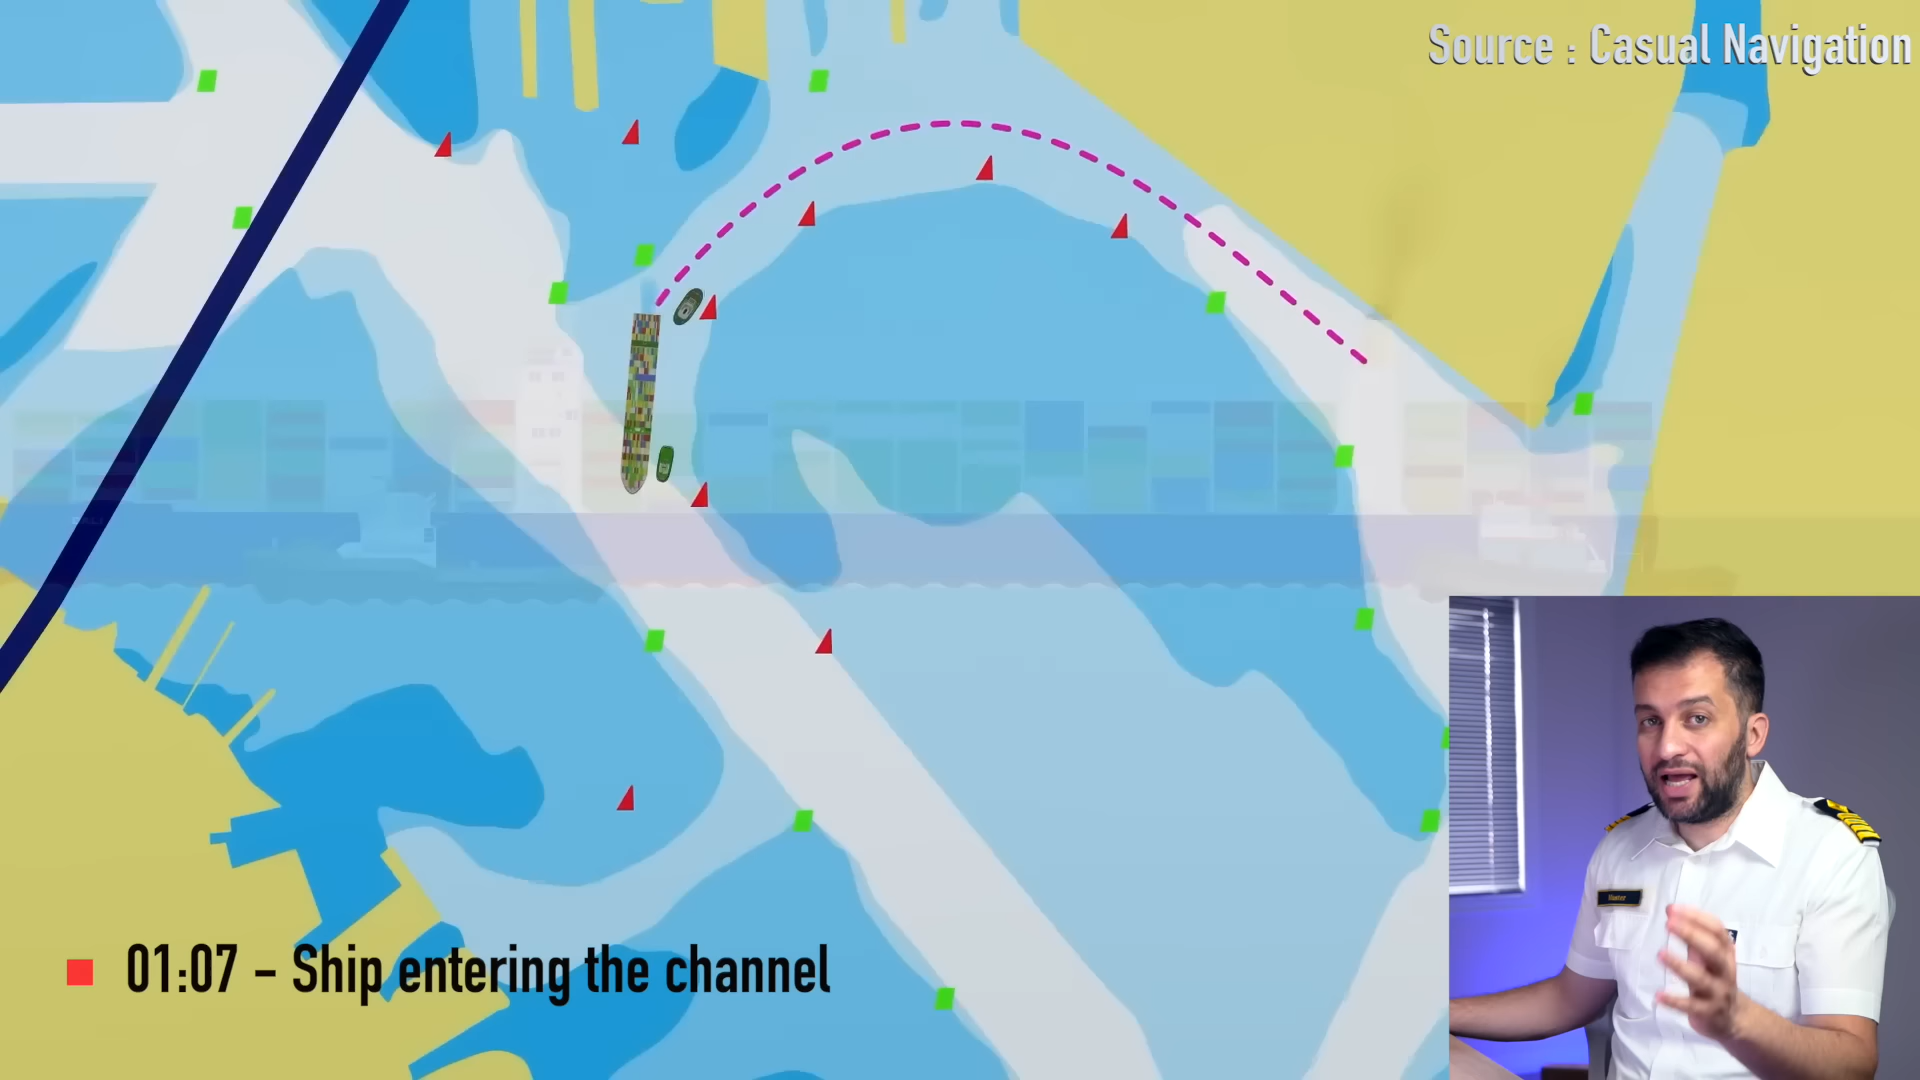 Source : Casual Navigation
01:07 – Ship entering the channel